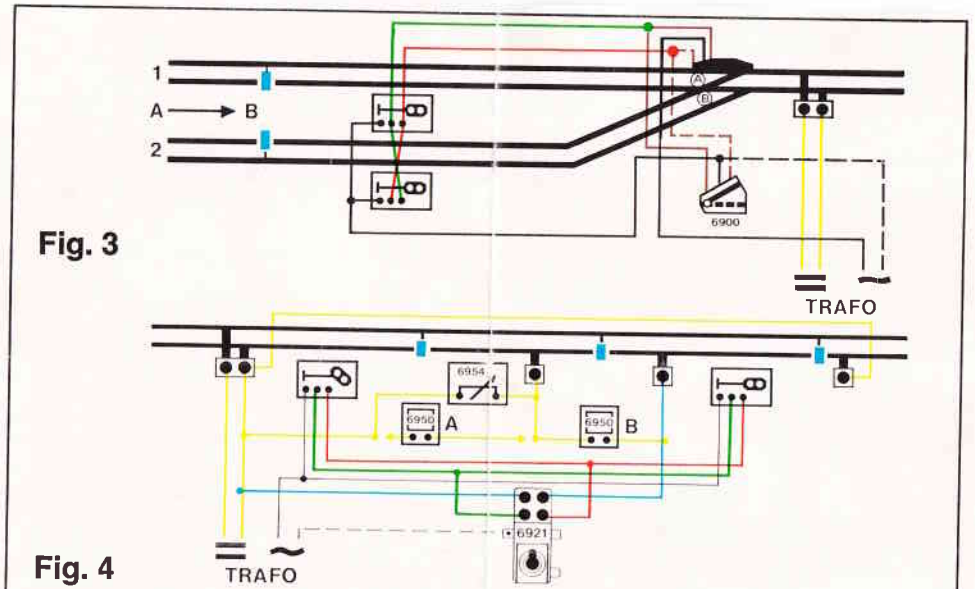 1
A B
2
A
B
6900
Fig. 3
TRAFO
6954
6950 A
6950 B
6921
TRAFO
Fig. 4